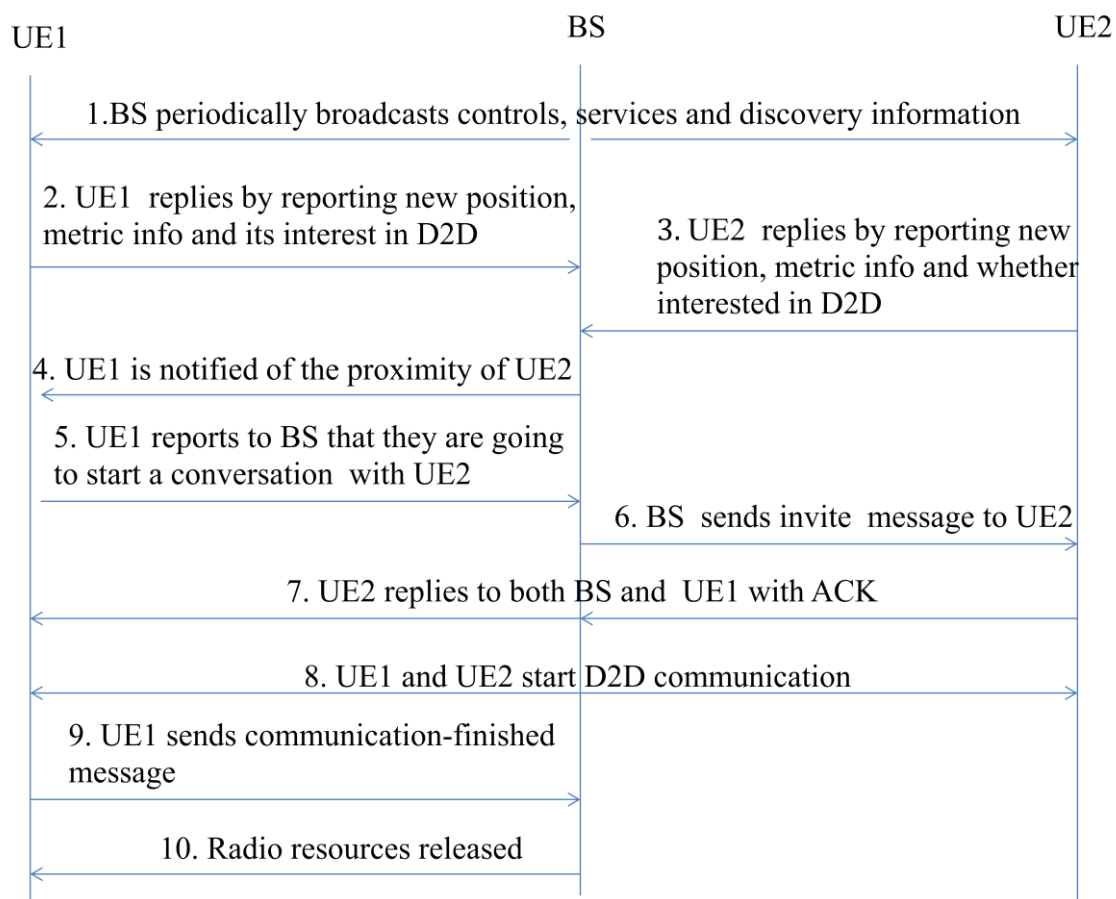 UE1
BS
UE2
1.BS periodically broadcasts controls, services and discovery information
2. UE1 replies by reporting new position,
metric info and its interest in D2D
3. UE2 replies by reporting new
position, metric info and whether
interested in D2D
4. UE1 is notified of the proximity of UE2
5. UE1 reports to BS that they are going
to start a conversation with UE2
6. BS sends invite message to UE2
7. UE2 replies to both BS and UE1 with ACK
8. UE1 and UE2 start D2D communication
9. UE1 sends communication-finished
message
10. Radio resources released